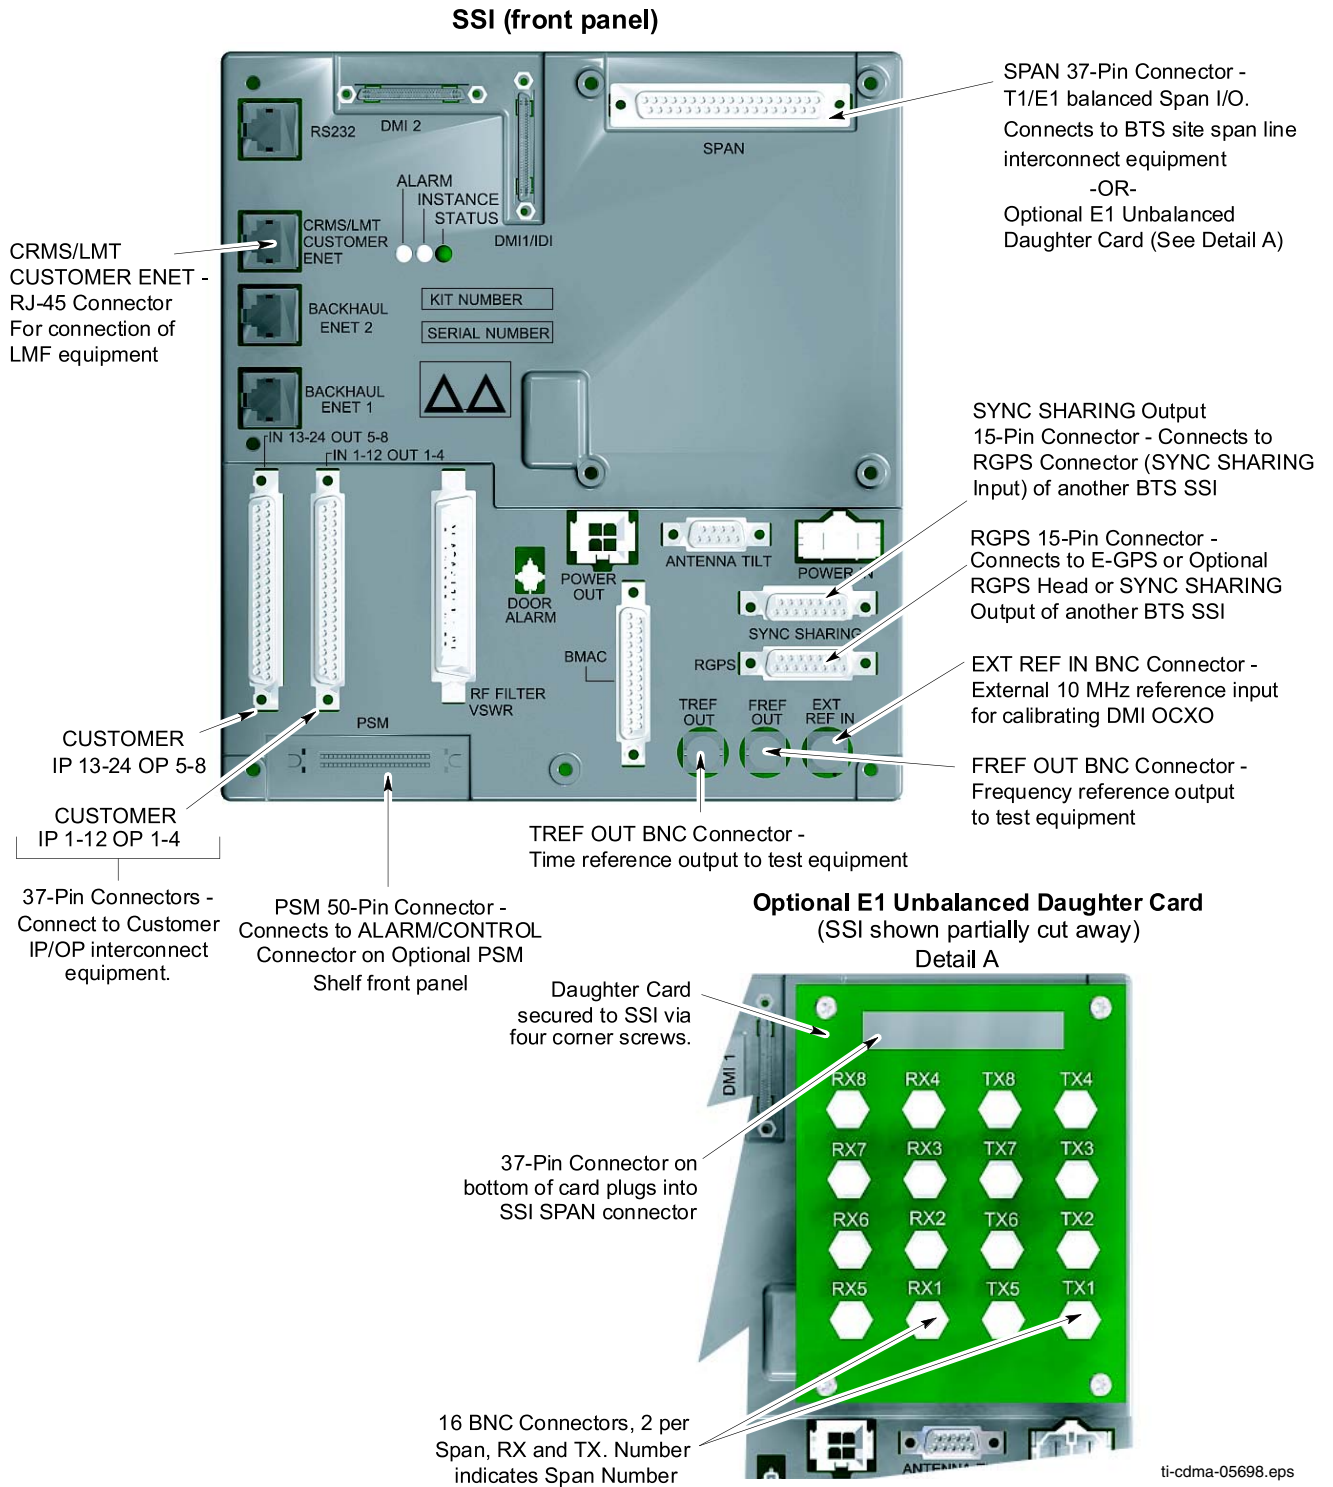 SSI (front panel)
RS232
DMI 2
SPAN
ALARM
INSTANCE
STATUS
DMI1/IDI
CRMS/LMT
CUSTOMER
ENET
BACKHAUL
ENET 2
KIT NUMBER
SERIAL NUMBER
BACKHAUL
ENET 1
IN 13-24 OUT 5-8
IN 1-12 OUT 1-4
POWER
OUT
ANTENNA TILT
POWER IN
DOOR
ALARM
SYNC SHARING
BMAC
RGPS
RF FILTER
VSWR
TREF
OUT
FREF
OUT
EXT
REF IN
PSM
SPAN 37-Pin Connector -
T1/E1 balanced Span I/O.
Connects to BTS site span line
interconnect equipment
-OR-
Optional E1 Unbalanced
Daughter Card (See Detail A)
CRMS/LMT
CUSTOMER ENET -
RJ-45 Connector
For connection of
LMF equipment
SYNC SHARING Output
15-Pin Connector - Connects to
RGPS Connector (SYNC SHARING
Input) of another BTS SSI
RGPS 15-Pin Connector -
Connects to E-GPS or Optional
RGPS Head or SYNC SHARING
Output of another BTS SSI
EXT REF IN BNC Connector -
External 10 MHz reference input
for calibrating DMI OCXO
FREF OUT BNC Connector -
Frequency reference output
to test equipment
CUSTOMER
IP 13-24 OP 5-8
CUSTOMER
IP 1-12 OP 1-4
37-Pin Connectors -
Connect to Customer
IP/OP interconnect
equipment.
PSM 50-Pin Connector -
Connects to ALARM/CONTROL
Connector on Optional PSM
Shelf front panel
TREF OUT BNC Connector -
Time reference output to test equipment
Optional E1 Unbalanced Daughter Card
(SSI shown partially cut away)
Detail A
Daughter Card
secured to SSI via
four corner screws.
DMI 1
RX8 RX4 TX8 TX4
RX7 RX3 TX7 TX3
RX6 RX2 TX6 TX2
RX5 RX1 TX5 TX1
37-Pin Connector on
bottom of card plugs into
SSI SPAN connector
16 BNC Connectors, 2 per
Span, RX and TX. Number
indicates Span Number
ti-cdma-05698.eps